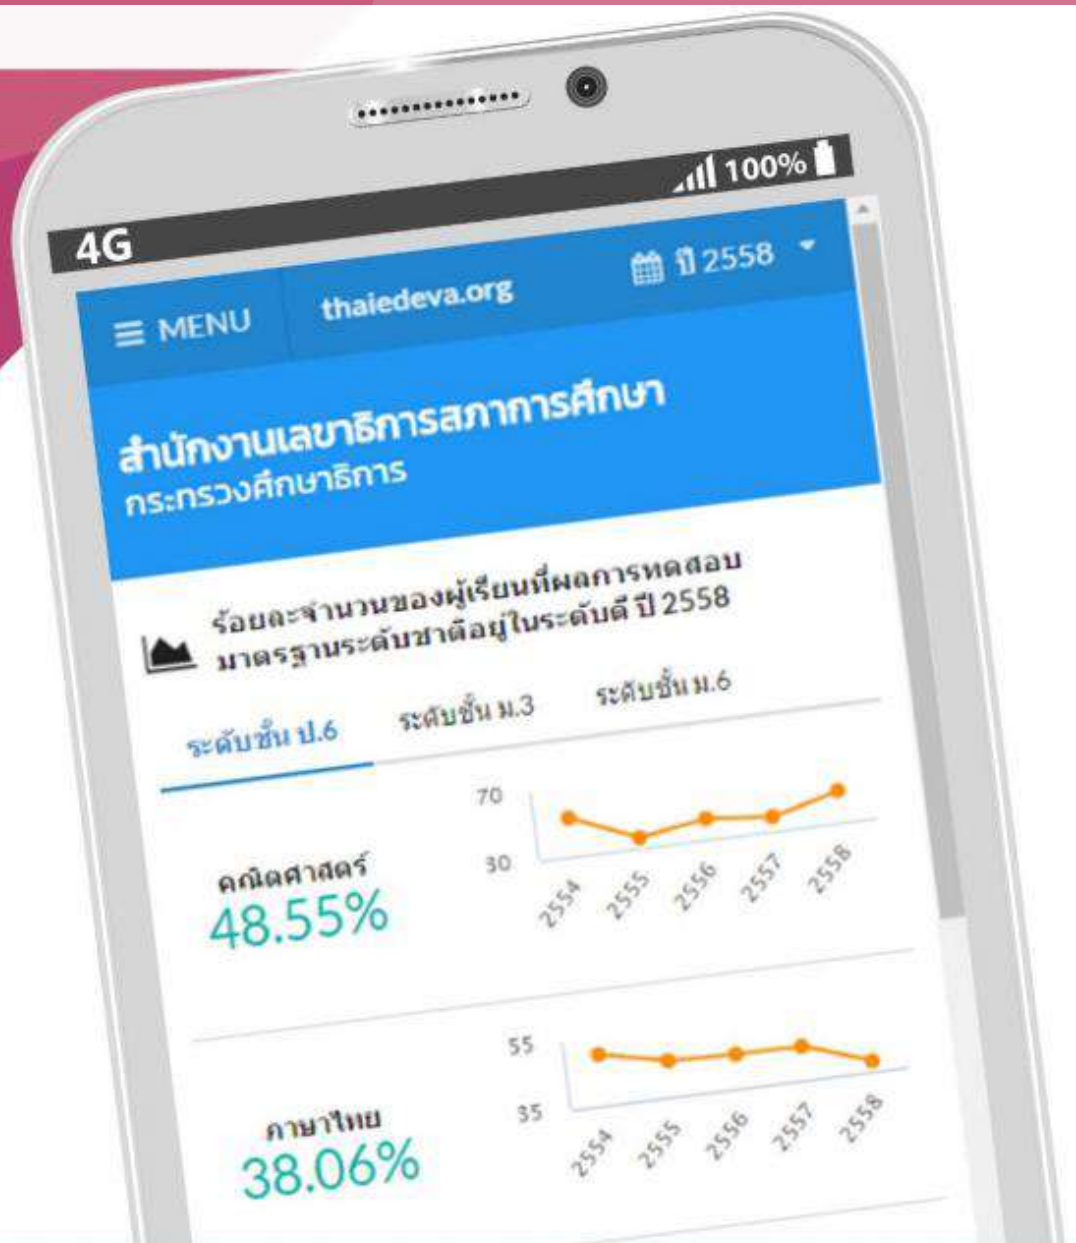 4G
100%
MENU
thaiedeva.org
ปี 2558
สำนักงานเลขาธิการสภาการศึกษา
กระทรวงศึกษาธิการ
ร้อยละจำนวนของผู้เรียนที่ผลการทดสอบ
มาตรฐานระดับชาติอยู่ในระดับดี ปี 2558
ระดับชั้น ป.6
ระดับชั้น ม.3
ระดับชั้น ม.6
คณิตศาสตร์
48.55%
70
30
2554
2555
2556
2557
2558
ภาษาไทย
38.06%
55
35
2554
2555
2556
2557
2558